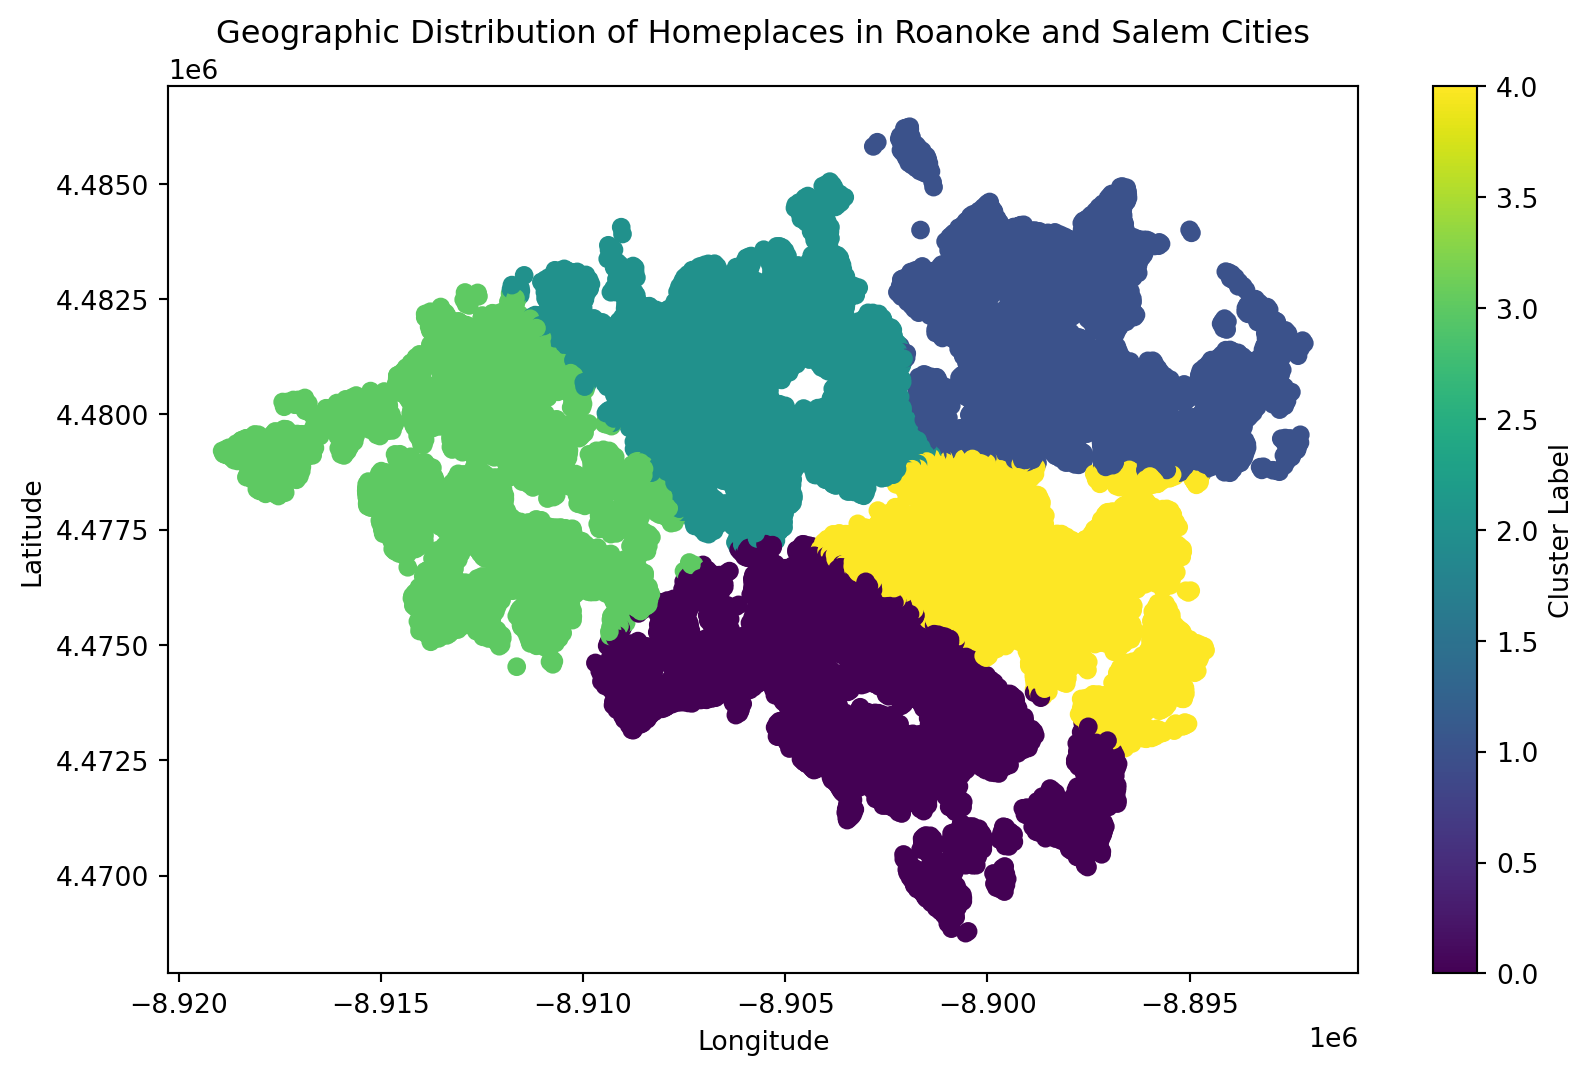 Geographic Distribution of Homeplaces in Roanoke and Salem Cities
1e6
4.4850
4.4825
4.4800
4.4775
4.4750
4.4725
4.4700
Latitude
−8.920 −8.915 −8.910 −8.905 −8.900 −8.895
1e6
Longitude
4.0
3.5
3.0
2.5
2.0
1.5
1.0
0.5
0.0
Cluster Label